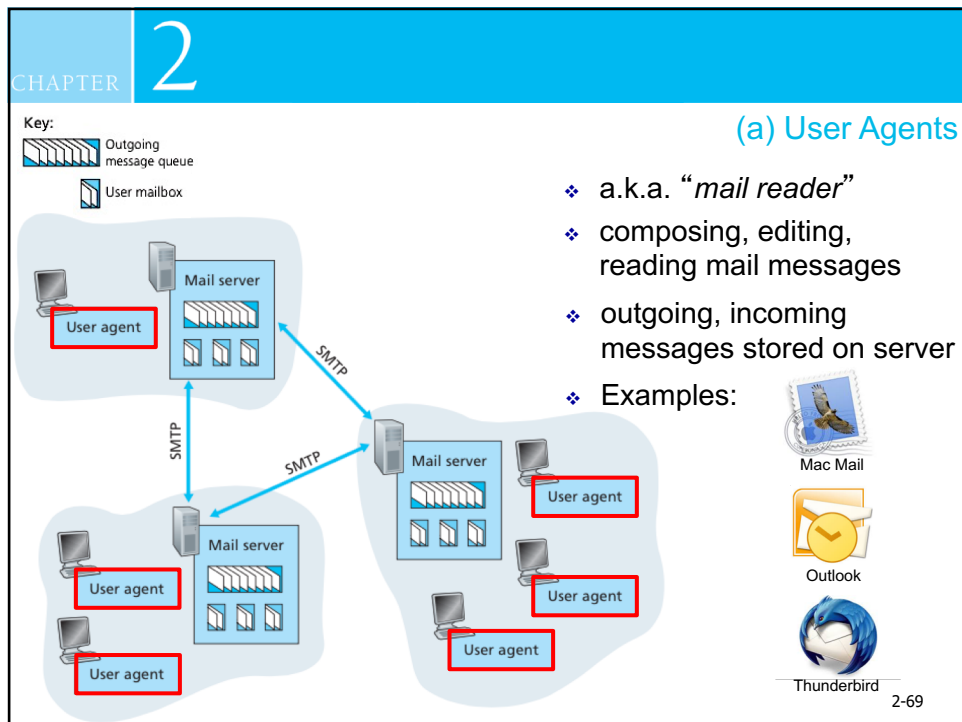 CHAPTER 2
Key:
Outgoing
message queue
User mailbox
(a) User Agents
❖ a.k.a. “mail reader”
❖ composing, editing,
reading mail messages
❖ outgoing, incoming
messages stored on server
❖ Examples:
Mac Mail
Outlook
Thunderbird
Mail server
User agent
SMTP
SMTP
SMTP
Mail server
User agent
User agent
User agent
Mail server
User agent
User agent
2-69